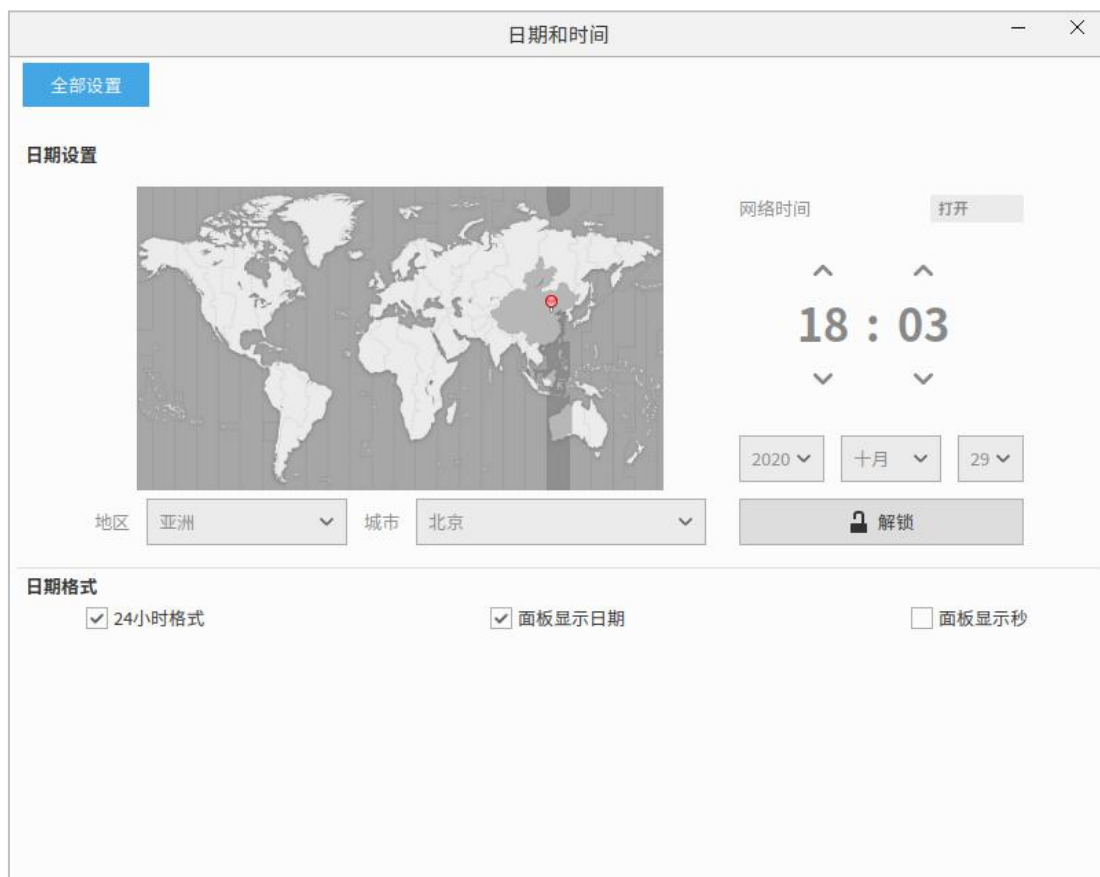 日期和时间
全部设置
日期设置
网络时间 打开
18 : 03
2020 十月 29
地区 亚洲 城市 北京 解锁
日期格式
24小时格式 面板显示日期 面板显示秒